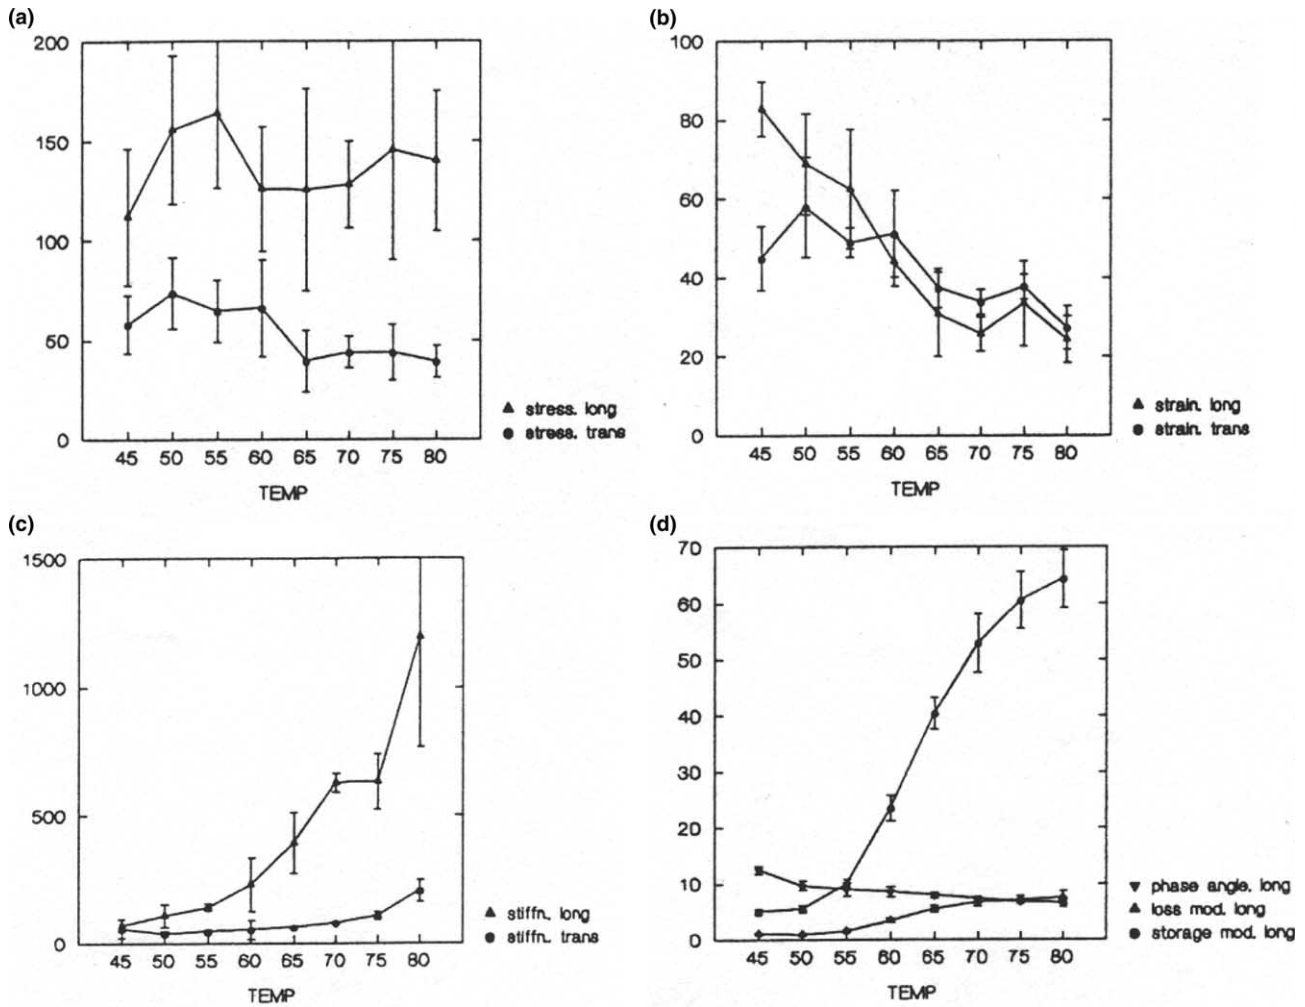 (a)
200
150
100
50
0
45 50 55 60 65 70 75 80
TEMP
▲ stress. long
● stress. trans
(b)
100
80
60
40
20
0
45 50 55 60 65 70 75 80
TEMP
▲ strain. long
● strain. trans
(c)
1500
1000
500
0
45 50 55 60 65 70 75 80
TEMP
▲ stiffn. long
● stiffn. trans
(d)
70
60
50
40
30
20
10
0
45 50 55 60 65 70 75 80
TEMP
▼ phase angle. long
▲ loss mod. long
● storage mod. long